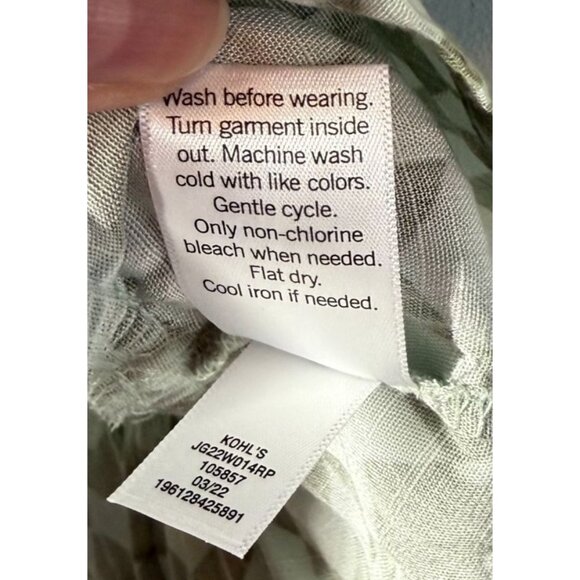 Wash before wearing.
Turn garment inside
out. Machine wash
cold with like colors.
Gentle cycle.
Only non-chlorine
bleach when needed.
Flat dry.
Cool iron if needed.
KOHL'S
JG22W014RP
105857
03/22
196128425891